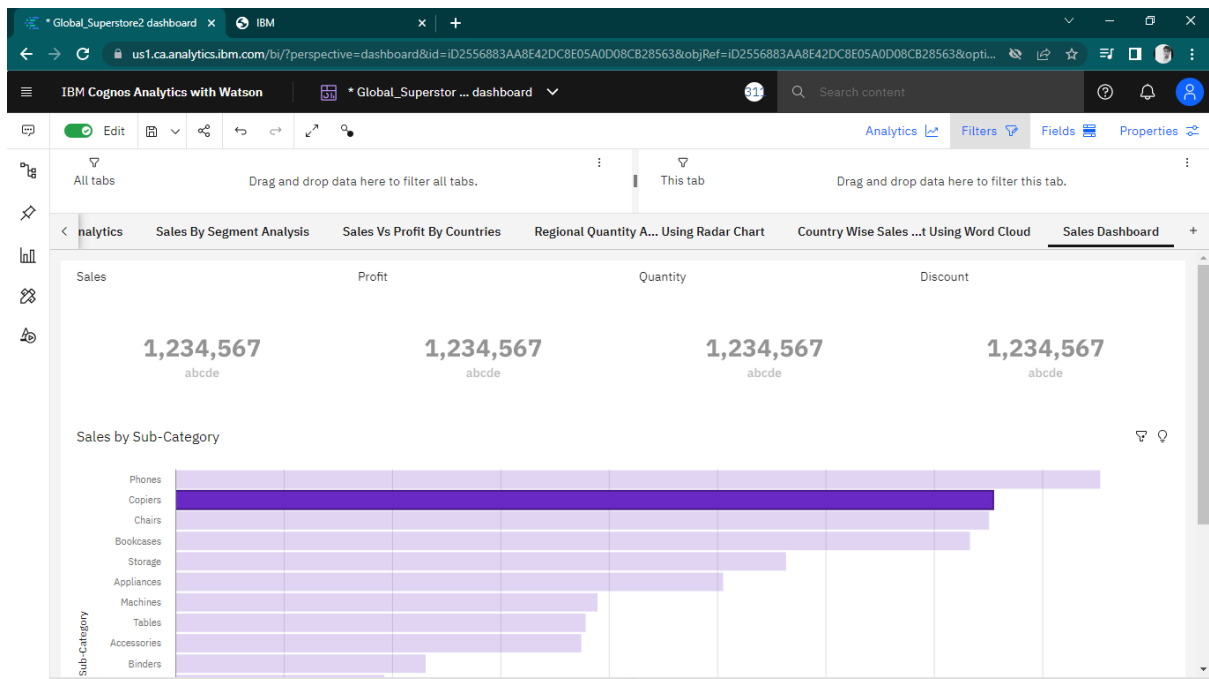 * Global_Superstore2 dashboard
IBM
us1.ca.analytics.ibm.com/bi/?perspective=dashboard&id=iD2556883AA8E42DC8E05A0D08CB28563&objRef=iD2556883AA8E42DC8E05A0D08CB28563&opti...
IBM Cognos Analytics with Watson
* Global_Superstor ... dashboard
Search content
Edit
Analytics
Filters
Fields
Properties
All tabs
Drag and drop data here to filter all tabs.
This tab
Drag and drop data here to filter this tab.
nalytics
Sales By Segment Analysis
Sales Vs Profit By Countries
Regional Quantity A... Using Radar Chart
Country Wise Sales ...t Using Word Cloud
Sales Dashboard
Sales
Profit
Quantity
Discount
1,234,567
1,234,567
1,234,567
1,234,567
abcde
abcde
abcde
abcde
Sales by Sub-Category
Phones
Copiers
Chairs
Bookcases
Storage
Appliances
Machines
Tables
Accessories
Binders
Sub-Category